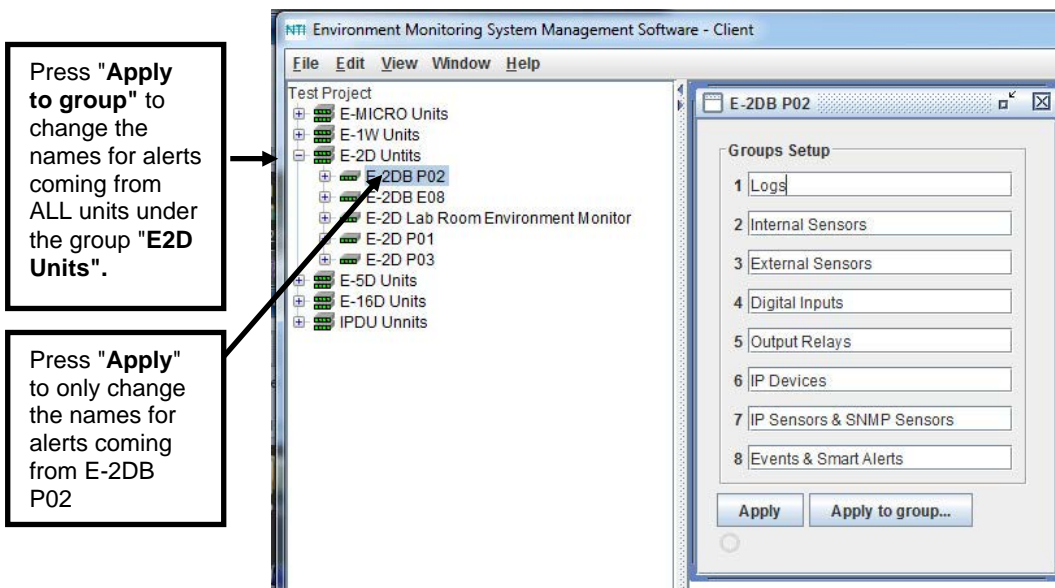 Press "Apply
to group" to
change the
names for alerts
coming from
ALL units under
the group "E2D
Units".
Press "Apply"
to only change
the names for
alerts coming
from E-2DB
P02
NTI Environment Monitoring System Management Software - Client
File Edit View Window Help
Test Project
E-MICRO Units
E-1W Units
E-2D Untits
E-2DB P02
E-2DB E08
E-2D Lab Room Environment Monitor
E-2D P01
E-2D P03
E-5D Units
E-16D Units
IPDU Unnits
E-2DB P02
Groups Setup
1 Logs
2 Internal Sensors
3 External Sensors
4 Digital Inputs
5 Output Relays
6 IP Devices
7 IP Sensors & SNMP Sensors
8 Events & Smart Alerts
Apply Apply to group...